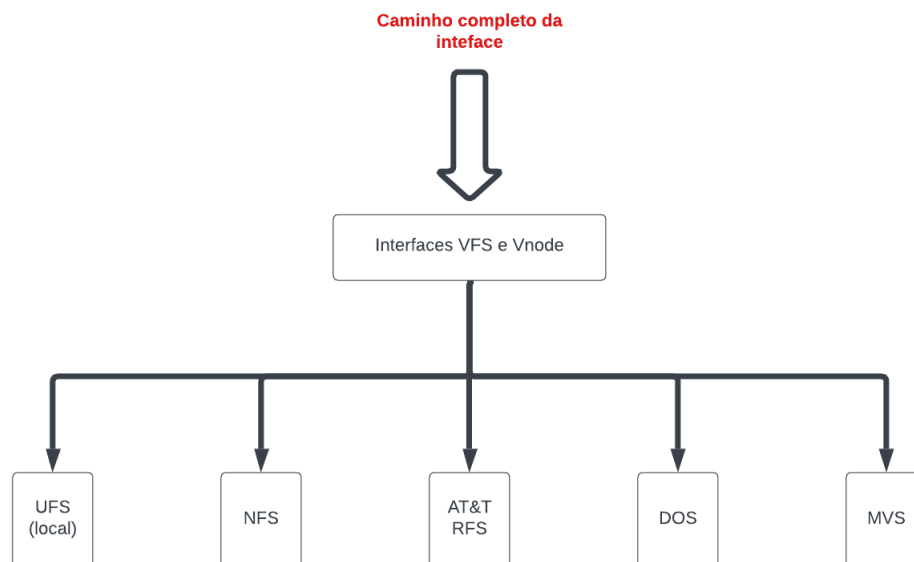 Caminho completo da
inteface
Interfaces VFS e Vnode
UFS
(local)
NFS
AT&T
RFS
DOS
MVS